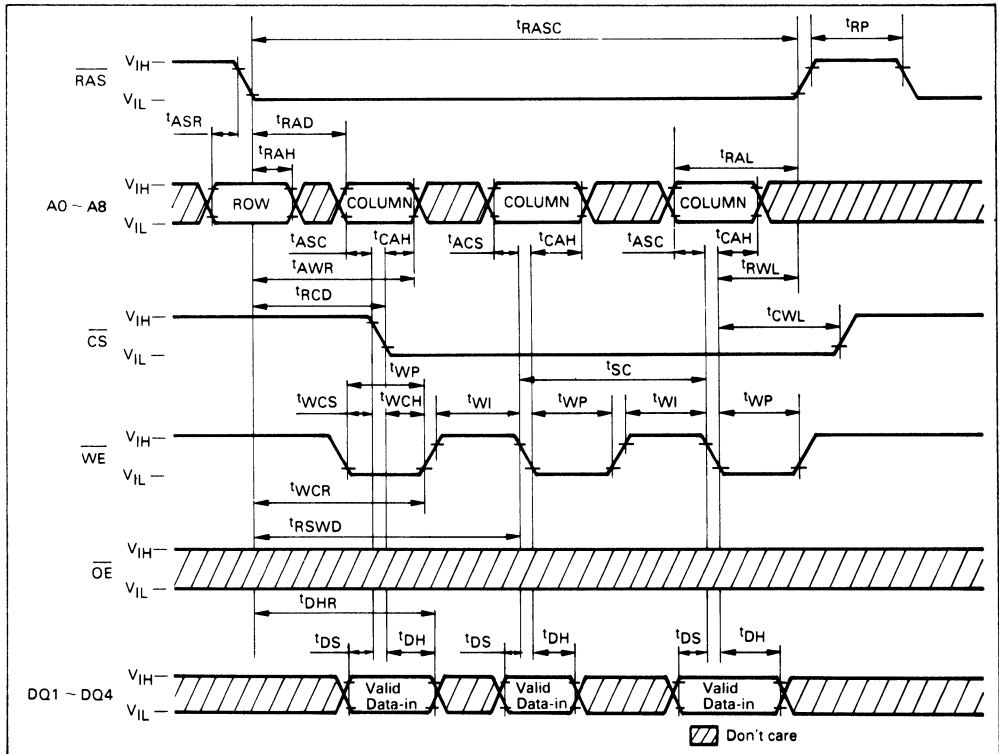 tRASC tRP
RAS VIH
VIL
tASR tRAD
tRAH tRAL
A0 ~ A8 VIH
VIL
ROW COLUMN COLUMN COLUMN
tASC tCAH tACS tCAH tASC tCAH
tAWR tRWL
tRCD tCWL
CS VIH
VIL
tWP tSC
tWCS tWCH tWI tWP tWI tWP
WE VIH
VIL
tWCR
tRSWD
OE VIH
VIL
tDHR
tDS tDH tDS tDH tDS tDH
DQ1 ~ DQ4 VIH
VIL
Valid Data-in Valid Data-in Valid Data-in
Don't care